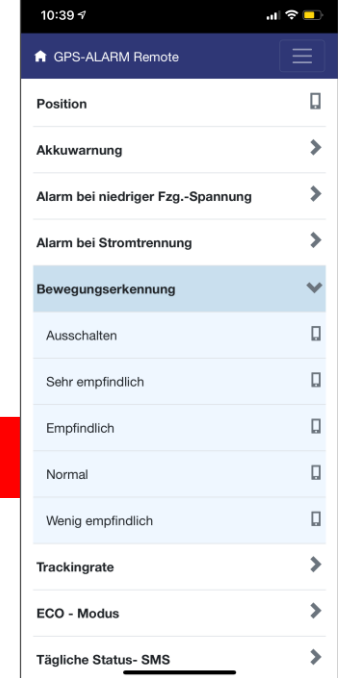 10:39
GPS-ALARM Remote
Position
Akkuwarnung
Alarm bei niedriger Fzg.-Spannung
Alarm bei Stromtrennung
Bewegungserkennung
Ausschalten
Sehr empfindlich
Empfindlich
Normal
Wenig empfindlich
Trackingrate
ECO - Modus
Tägliche Status- SMS